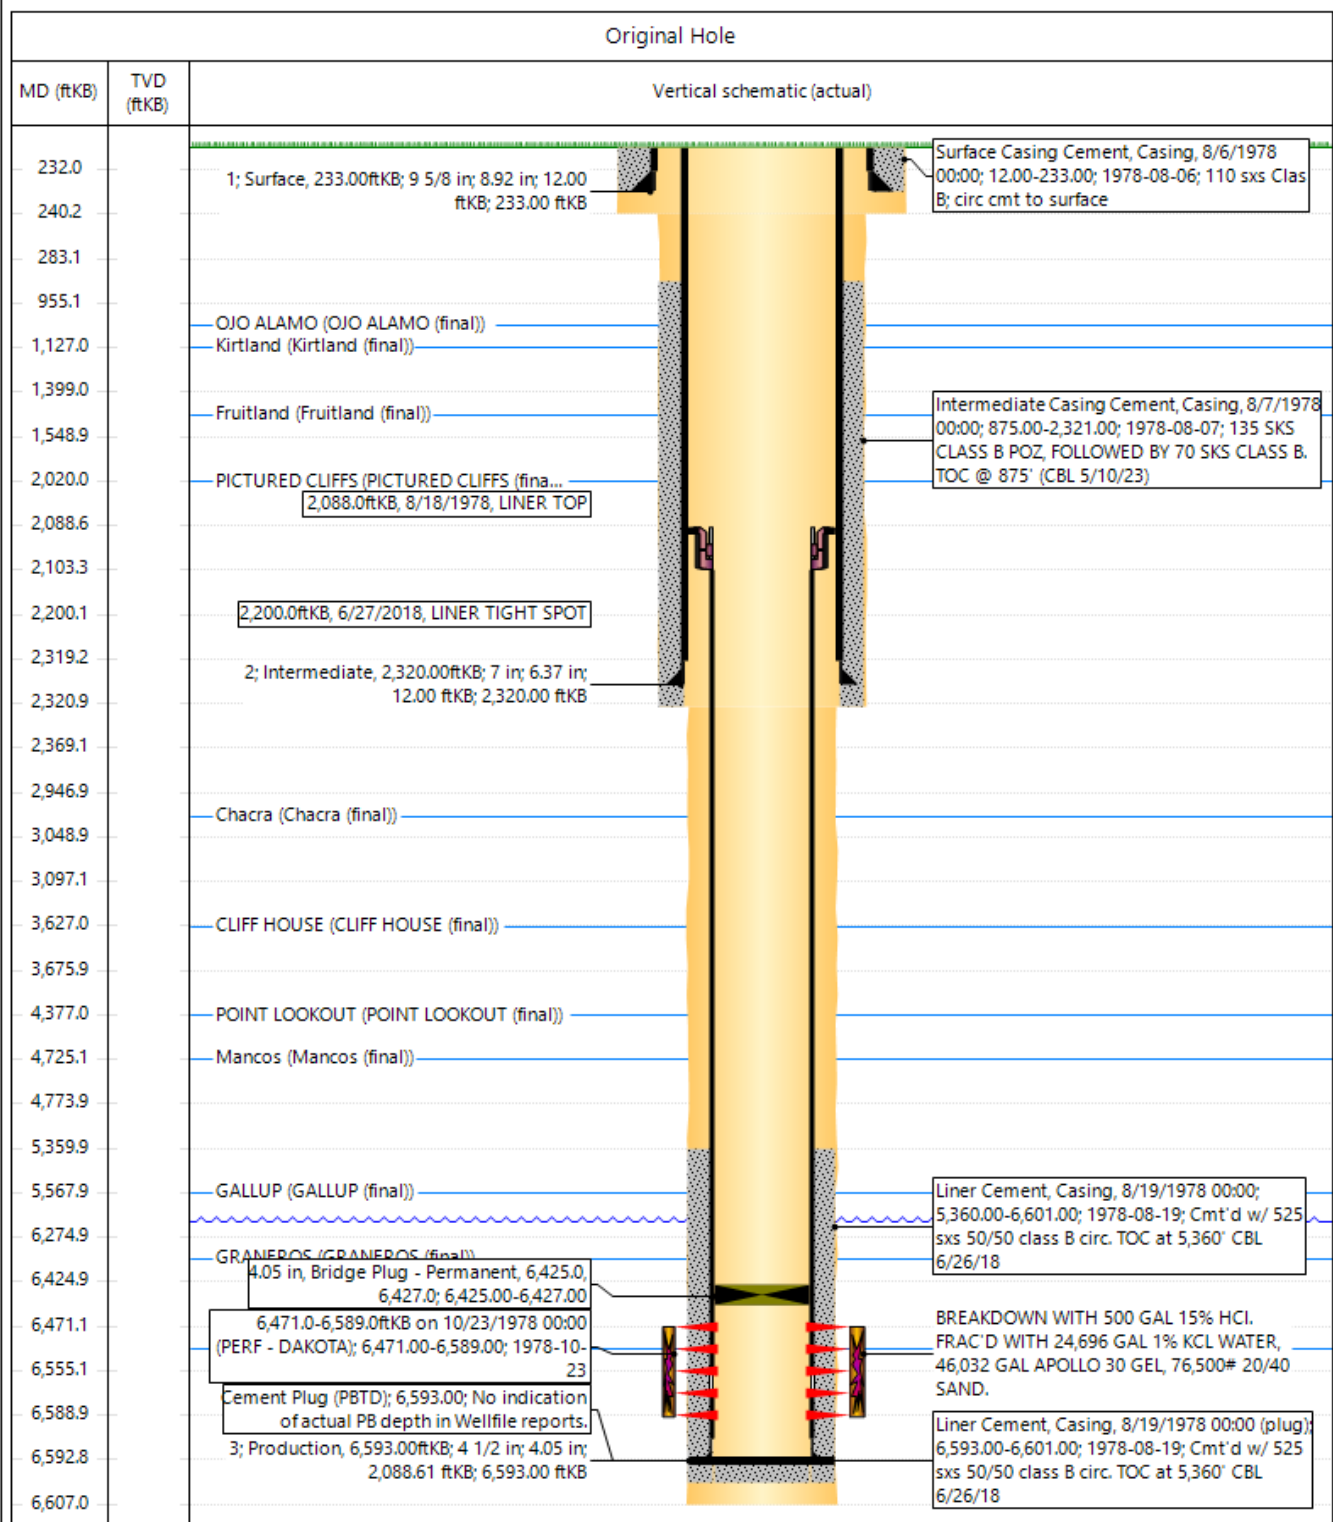 Original Hole
MD (ftKB)
TVD
(ftKB)
Vertical schematic (actual)
232.0
240.2
283.1
955.1
1,127.0
1,399.0
1,548.9
2,020.0
2,088.6
2,103.3
2,200.1
2,319.2
2,320.9
2,369.1
2,946.9
3,048.9
3,097.1
3,627.0
3,675.9
4,377.0
4,725.1
4,773.9
5,359.9
5,567.9
6,274.9
6,424.9
6,471.1
6,555.1
6,588.9
6,592.8
6,607.0
1; Surface, 233.00ftKB; 9 5/8 in; 8.92 in; 12.00
ftKB; 233.00 ftKB
OJO ALAMO (OJO ALAMO (final))
Kirtland (Kirtland (final))
Fruitland (Fruitland (final))
PICTURED CLIFFS (PICTURED CLIFFS (fina...
2,088.0ftKB, 8/18/1978, LINER TOP
2,200.0ftKB, 6/27/2018, LINER TIGHT SPOT
2; Intermediate, 2,320.00ftKB; 7 in; 6.37 in;
12.00 ftKB; 2,320.00 ftKB
Chacra (Chacra (final))
CLIFF HOUSE (CLIFF HOUSE (final))
POINT LOOKOUT (POINT LOOKOUT (final))
Mancos (Mancos (final))
GALLUP (GALLUP (final))
GRANEROS (GRANEROS (final))
4.05 in, Bridge Plug - Permanent, 6,425.0,
6,427.0; 6,425.00-6,427.00
6,471.0-6,589.0ftKB on 10/23/1978 00:00
(PERF - DAKOTA); 6,471.00-6,589.00; 1978-10-
23
Cement Plug (PBTD); 6,593.00; No indication
of actual PB depth in Wellfile reports.
3; Production, 6,593.00ftKB; 4 1/2 in; 4.05 in;
2,088.61 ftKB; 6,593.00 ftKB
Surface Casing Cement, Casing, 8/6/1978
00:00; 12.00-233.00; 1978-08-06; 110 sxs Clas
B; circ cmt to surface
Intermediate Casing Cement, Casing, 8/7/1978
00:00; 875.00-2,321.00; 1978-08-07; 135 SKS
CLASS B POZ, FOLLOWED BY 70 SKS CLASS B.
TOC @ 875' (CBL 5/10/23)
Liner Cement, Casing, 8/19/1978 00:00;
5,360.00-6,601.00; 1978-08-19; Cmt'd w/ 525
sxs 50/50 class B circ. TOC at 5,360' CBL
6/26/18
BREAKDOWN WITH 500 GAL 15% HCl.
FRAC'D WITH 24,696 GAL 1% KCL WATER,
46,032 GAL APOLLO 30 GEL, 76,500# 20/40
SAND.
Liner Cement, Casing, 8/19/1978 00:00 (plug);
6,593.00-6,601.00; 1978-08-19; Cmt'd w/ 525
sxs 50/50 class B circ. TOC at 5,360' CBL
6/26/18